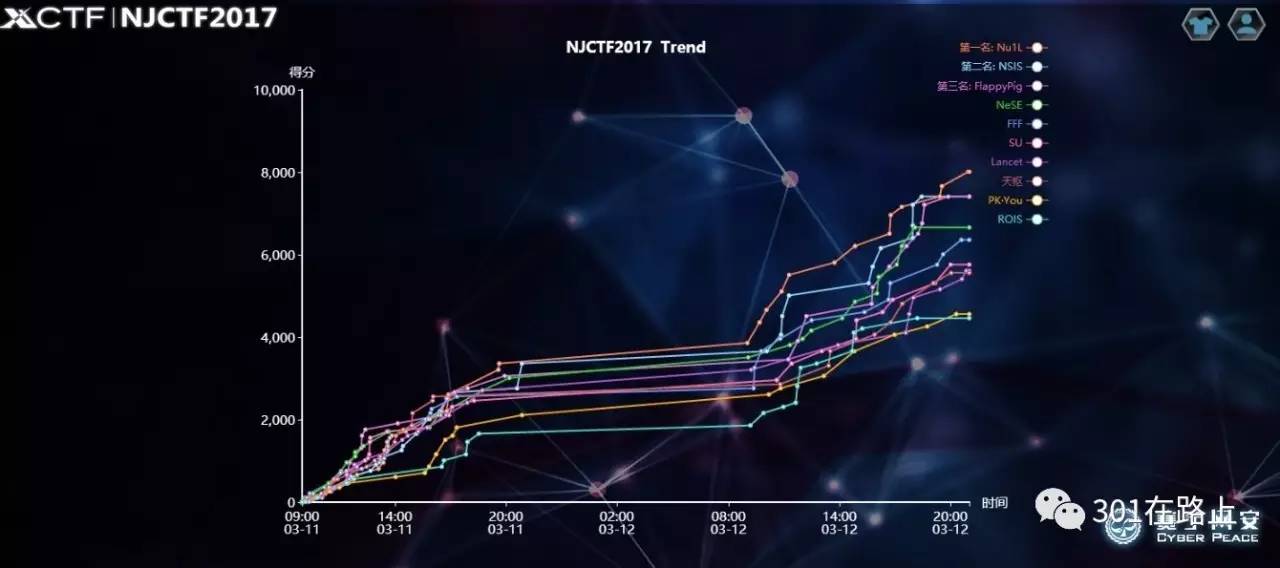 XCTF | NJCTF2017
NJCTF2017 Trend
得分
10,000
8,000
6,000
4,000
2,000
0
09:00
03-11
14:00
03-11
20:00
03-11
02:00
03-12
08:00
03-12
14:00
03-12
20:00
03-12
时间
第一名: Nu1L
第二名: NSIS
第三名: FlappyPig
NeSE
FFF
SU
Lancet
天枢
PK·You
ROIS
301在路上
CYBER PEACE